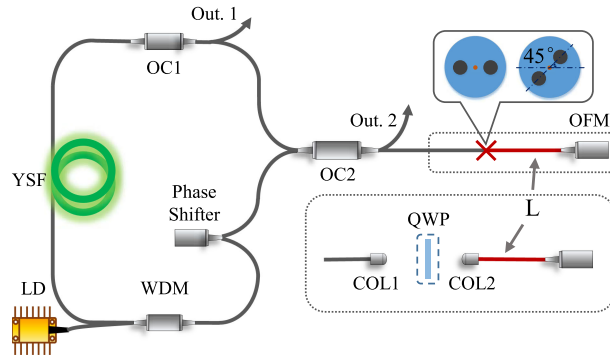 Out. 1
OC1
45°
OFM
Out. 2
YSF
OC2
Phase
Shifter
L
QWP
LD
WDM
COL1
COL2